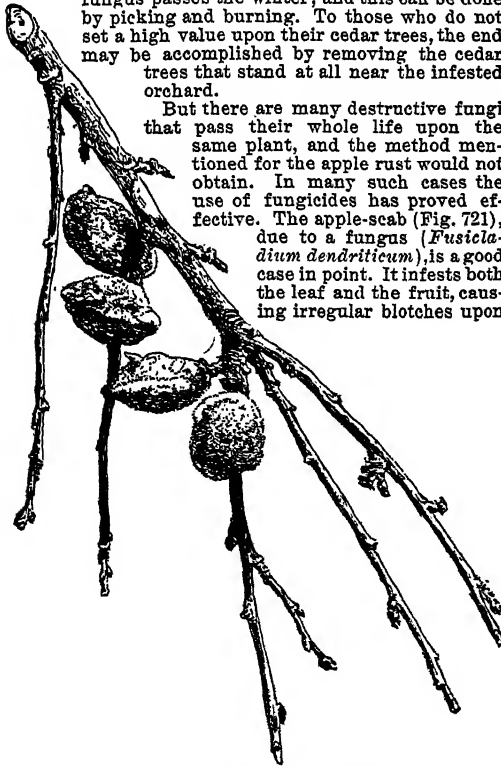 fungus passes the winter, and this can be done
by picking and burning. To those who do not
set a high value upon their cedar trees, the end
may be accomplished by removing the cedar
trees that stand at all near the infested
orchard.
But there are many destructive fungi
that pass their whole life upon the
same plant, and the method men-
tioned for the apple rust would not
obtain. In many such cases the
use of fungicides has proved ef-
fective. The apple-scab (Fig. 721),
due to a fungus (Fusicla-
dium dendriticum), is a good
case in point. It infests both
the leaf and the fruit, caus-
ing irregular blotches upon